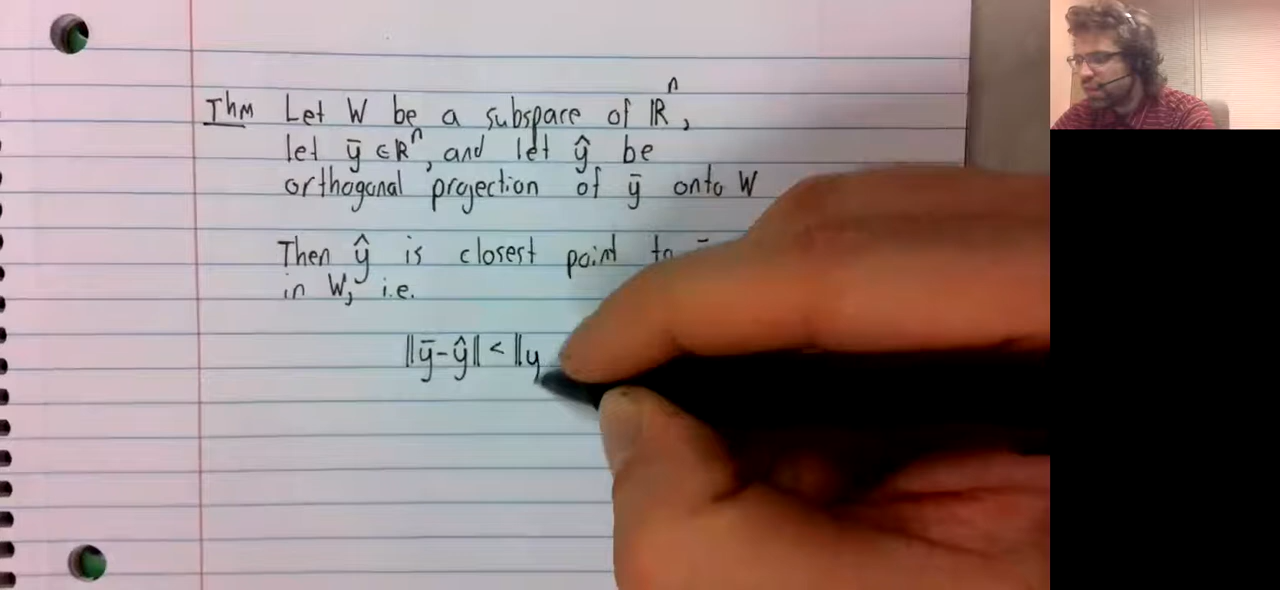 Thm Let W be a subspace of ℝⁿ,
let ȳ ∈ ℝⁿ, and let ŷ be
orthogonal projection of ȳ onto W
Then ŷ is closest point to
in W, i.e.
‖ȳ-ŷ‖ < ‖y